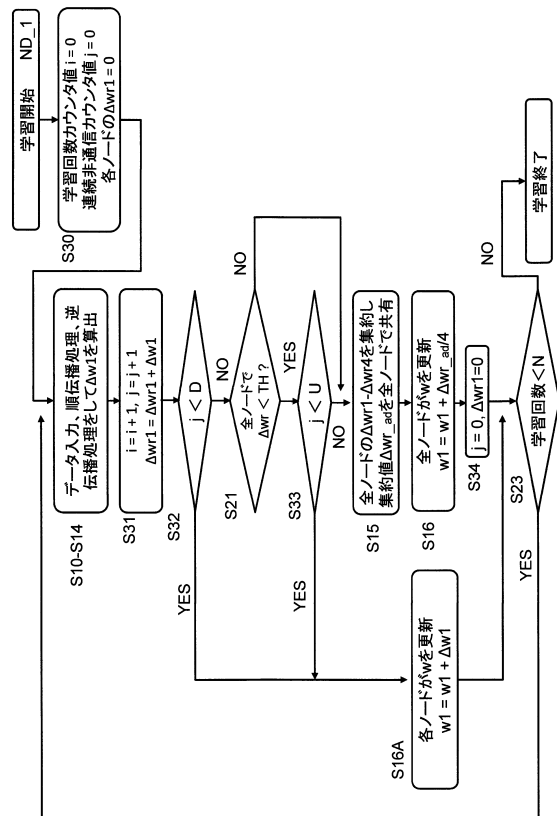 学習開始 ND_1
S30
学習回数カウンタ値 i = 0
連続非通信カウンタ値 j = 0
各ノードのΔwr1 = 0
S10-S14
データ入力、順伝播処理、逆
伝播処理をしてΔw1を算出
S31
i = i + 1, j = j + 1
Δwr1 = Δwr1 + Δw1
S32
j < D
YES
NO
S21
全ノードで
Δwr < TH ?
NO
YES
S33
j < U
YES
NO
S15
全ノードのΔwr1-Δwr4を集約し
集約値Δwr_adを全ノードで共有
S16
全ノードがwを更新
w1 = w1 + Δwr_ad/4
S34
j = 0, Δwr1=0
S16A
各ノードがwを更新
w1 = w1 + Δw1
S23
学習回数 < N
YES
NO
学習終了